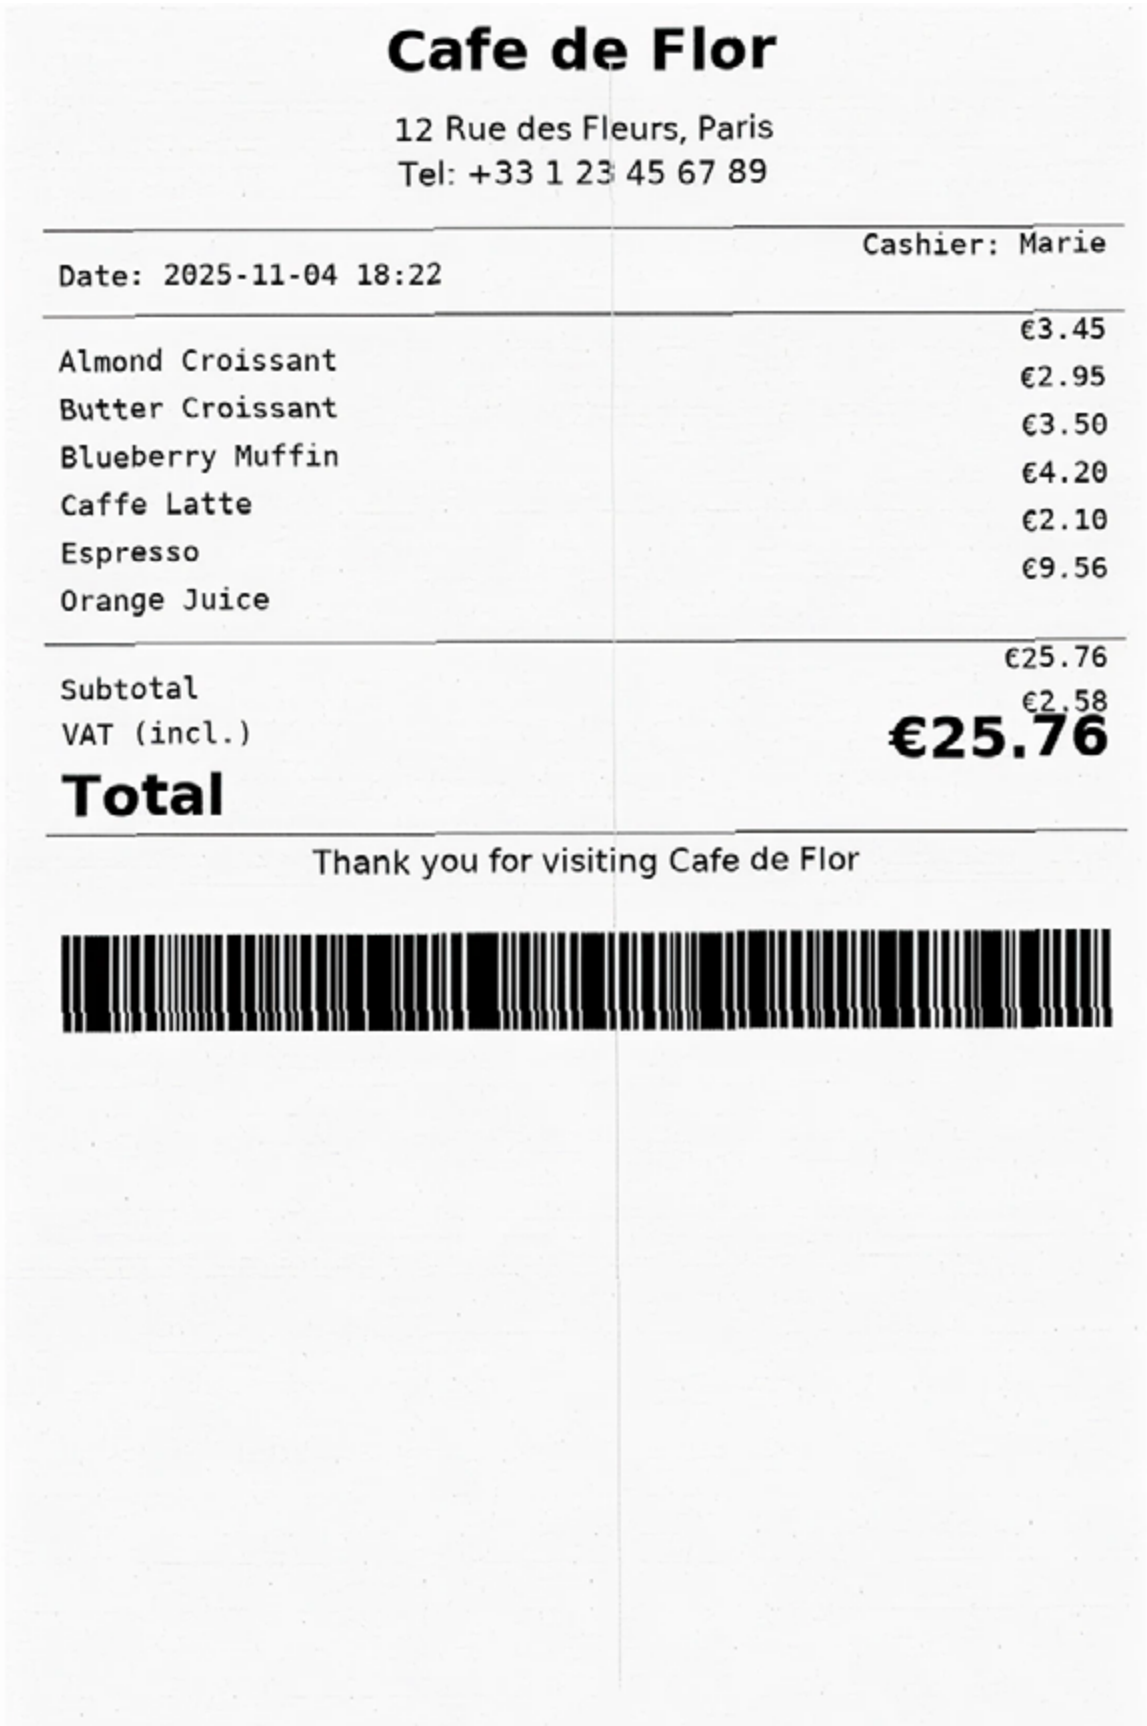 Cafe de Flor
12 Rue des Fleurs, Paris
Tel: +33 1 23 45 67 89
Cashier: Marie
Date: 2025-11-04 18:22
€3.45
Almond Croissant
€2.95
Butter Croissant
€3.50
Blueberry Muffin
€4.20
Caffe Latte
€2.10
Espresso
€9.56
Orange Juice
€25.76
Subtotal
€2.58
VAT (incl.)
€25.76
Total
Thank you for visiting Cafe de Flor